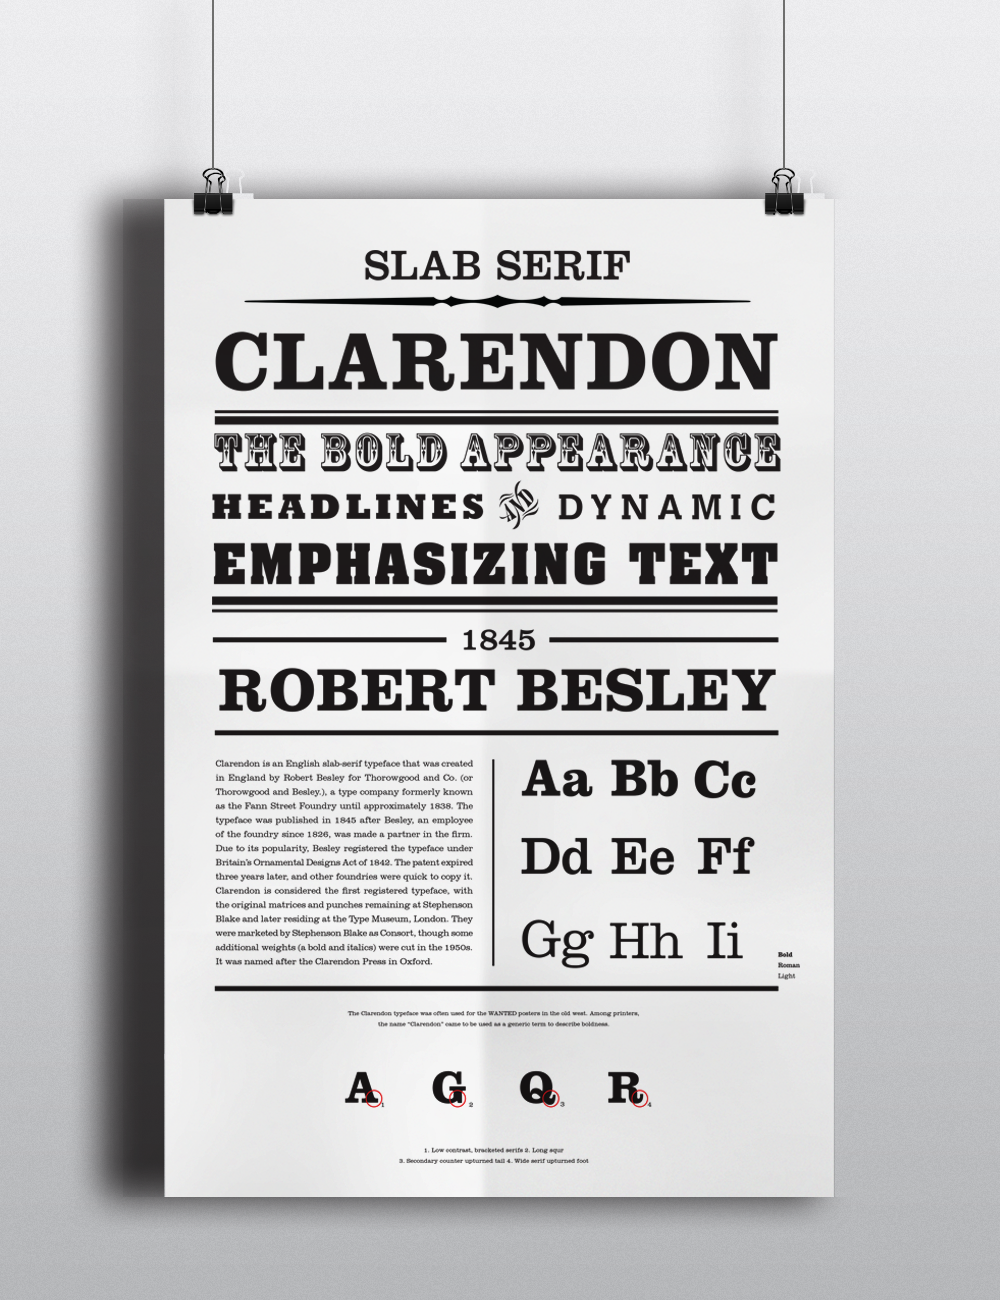 SLAB SERIF
CLARENDON
THE BOLD APPEARANCE
HEADLINES AND DYNAMIC
EMPHASIZING TEXT
1845
ROBERT BESLEY
Clarendon is an English slab-serif typeface that was created
in England by Robert Besley for Thorowgood and Co. (or
Thorowgood and Besley.), a type company formerly known
as the Fann Street Foundry until approximately 1838. The
typeface was published in 1845 after Besley, an employee
of the foundry since 1826, was made a partner in the firm.
Due to its popularity, Besley registered the typeface under
Britain's Ornamental Designs Act of 1842. The patent expired
three years later, and other foundries were quick to copy it.
Clarendon is considered the first registered typeface, with
the original matrices and punches remaining at Stephenson
Blake and later residing at the Type Museum, London. They
were marketed by Stephenson Blake as Consort, though some
additional weights (a bold and italics) were cut in the 1950s.
It was named after the Clarendon Press in Oxford.
Aa Bb Cc
Dd Ee Ff
Gg Hh Ii
Bold
Roman
Light
The Clarendon typeface was often used for the WANTED posters in the old west. Among printers,
the name "Clarendon" came to be used as a generic term to describe boldness.
A 1 G 2 Q 3 R 4
1. Low contrast, bracketed serifs 2. Long squr
3. Secondary counter upturned tail 4. Wide serif upturned foot